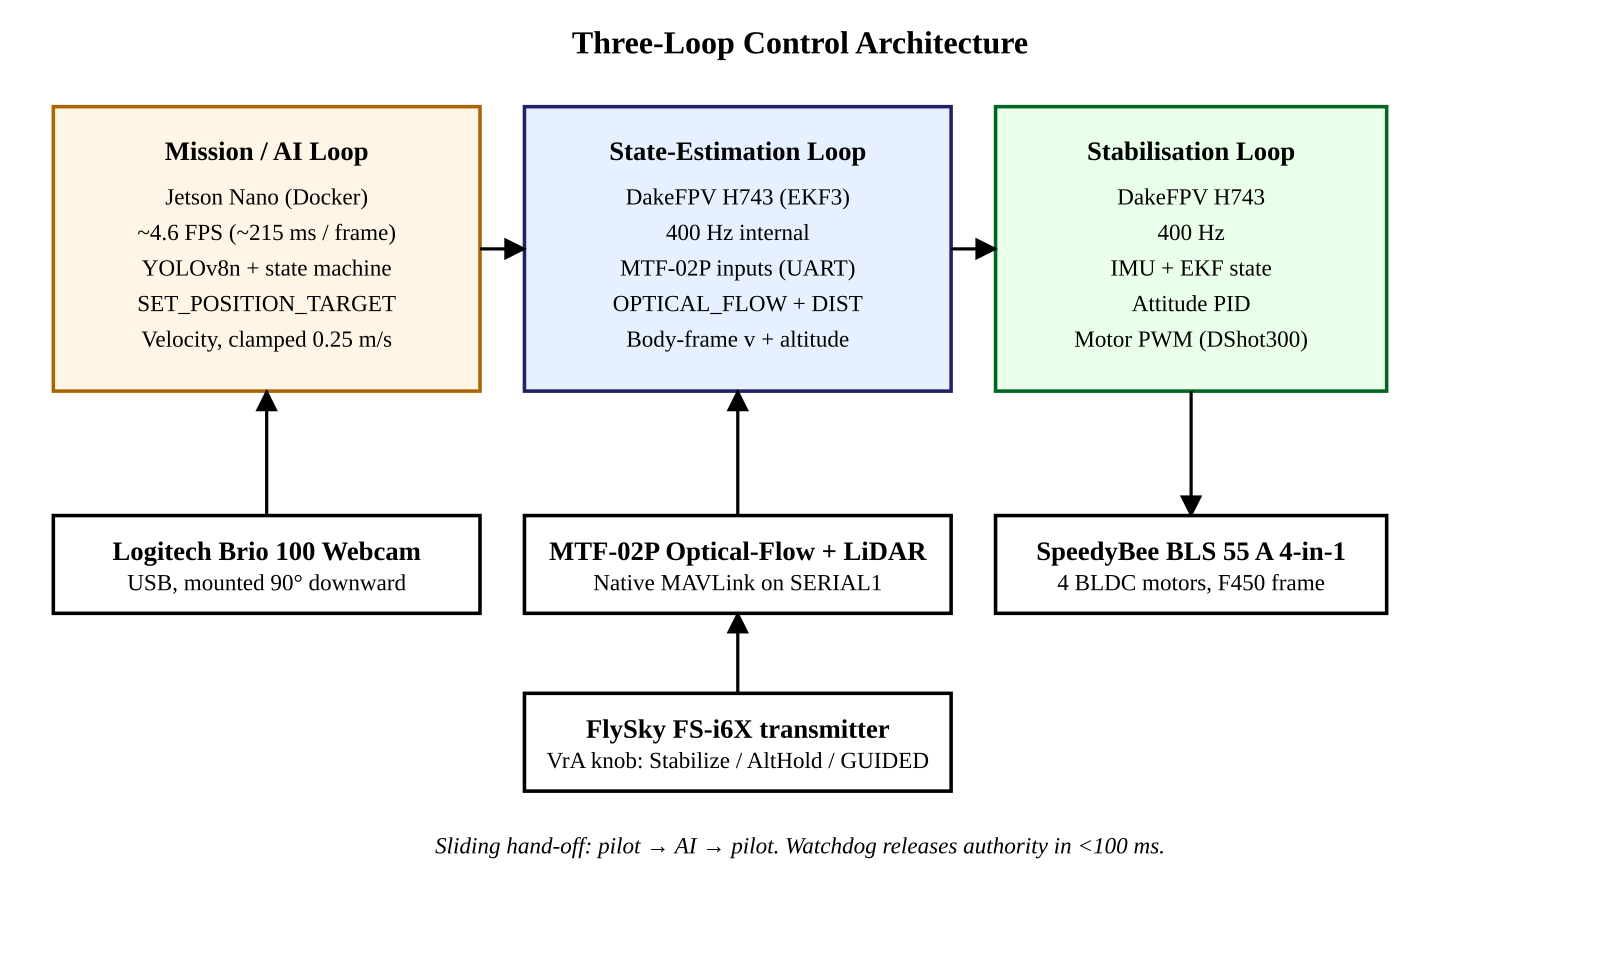 Three-Loop Control Architecture
Mission / AI Loop
Jetson Nano (Docker)
~4.6 FPS (~215 ms / frame)
YOLOv8n + state machine
SET_POSITION_TARGET
Velocity, clamped 0.25 m/s
State-Estimation Loop
DakeFPV H743 (EKF3)
400 Hz internal
MTF-02P inputs (UART)
OPTICAL_FLOW + DIST
Body-frame v + altitude
Stabilisation Loop
DakeFPV H743
400 Hz
IMU + EKF state
Attitude PID
Motor PWM (DShot300)
Logitech Brio 100 Webcam
USB, mounted 90° downward
MTF-02P Optical-Flow + LiDAR
Native MAVLink on SERIAL1
SpeedyBee BLS 55 A 4-in-1
4 BLDC motors, F450 frame
FlySky FS-i6X transmitter
VrA knob: Stabilize / AltHold / GUIDED
Sliding hand-off: pilot → AI → pilot. Watchdog releases authority in <100 ms.